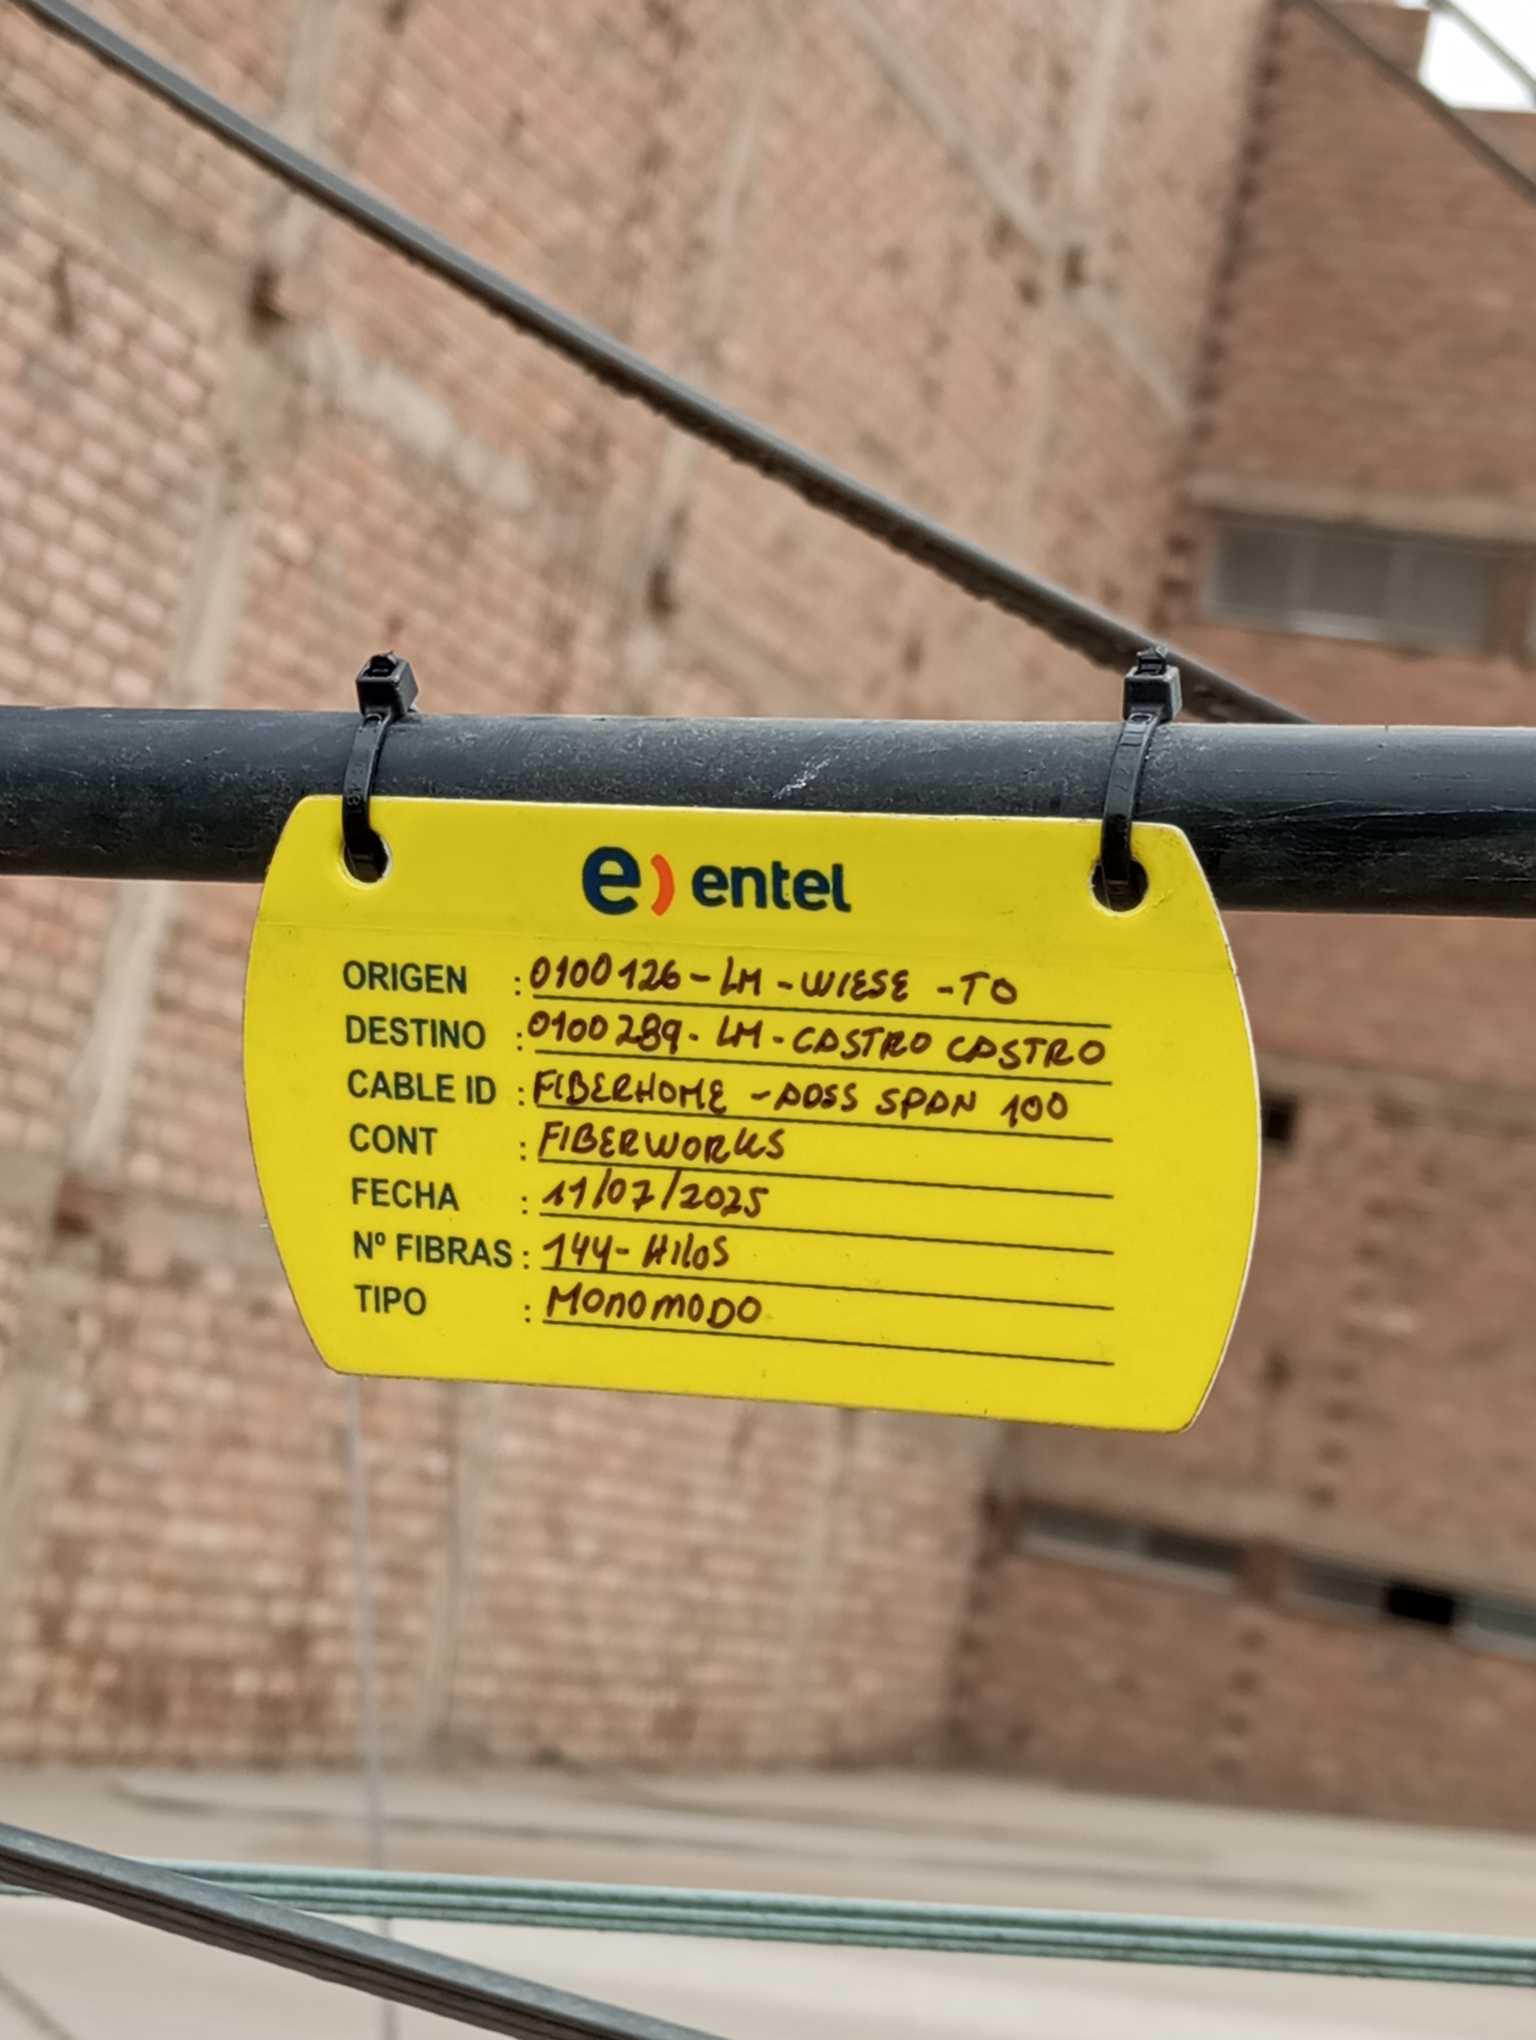 e) entel
ORIGEN : 0100126-LM-WIESE-TO
DESTINO : 0100289-LM-CASTRO CASTRO
CABLE ID : FIBERHOME-ADSS SPAN 100
CONT : FIBERWORKS
FECHA : 11/07/2025
Nº FIBRAS : 144-HilOS
TIPO : MONOMODO